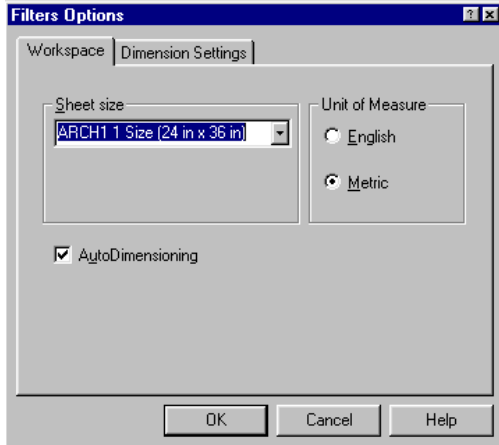 Filters Options
Workspace Dimension Settings
Sheet size Unit of Measure
ARCH1 1 Size (24 in x 36 in) English
Metric
AutoDimensioning
OK Cancel Help